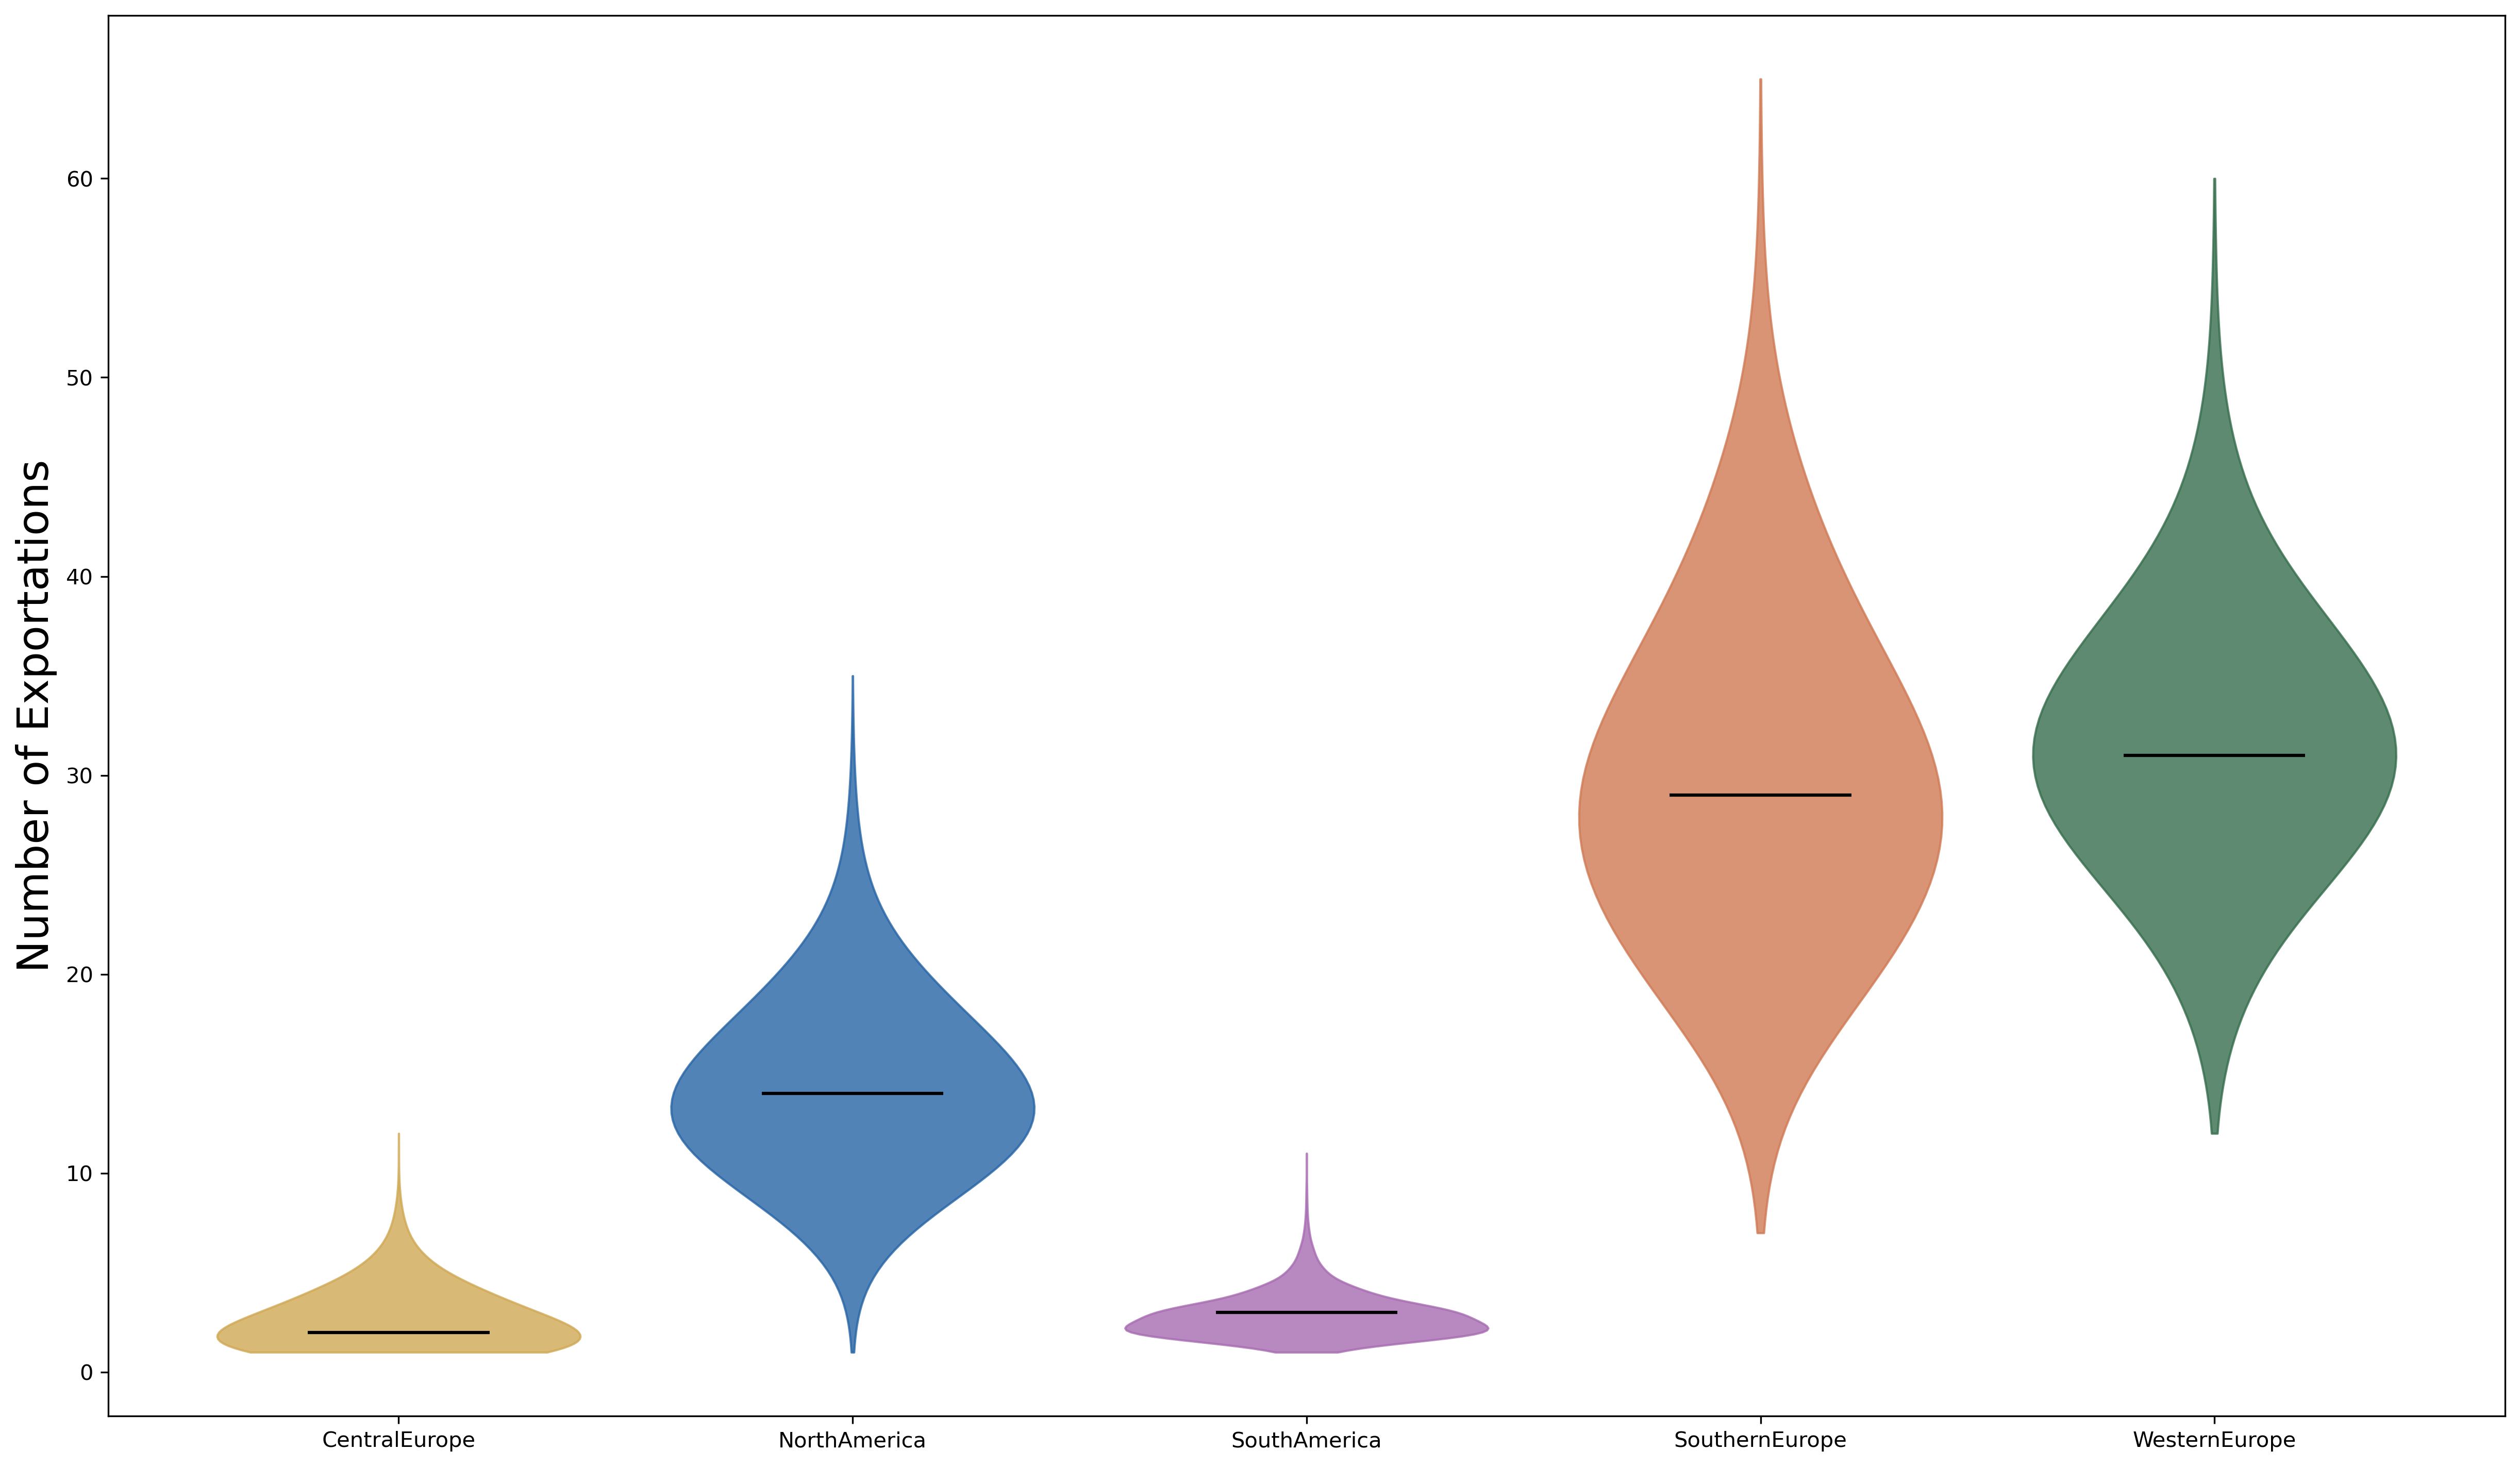 Number of Exportations
60
50
40
30
20
10
0
CentralEurope
NorthAmerica
SouthAmerica
SouthernEurope
WesternEurope